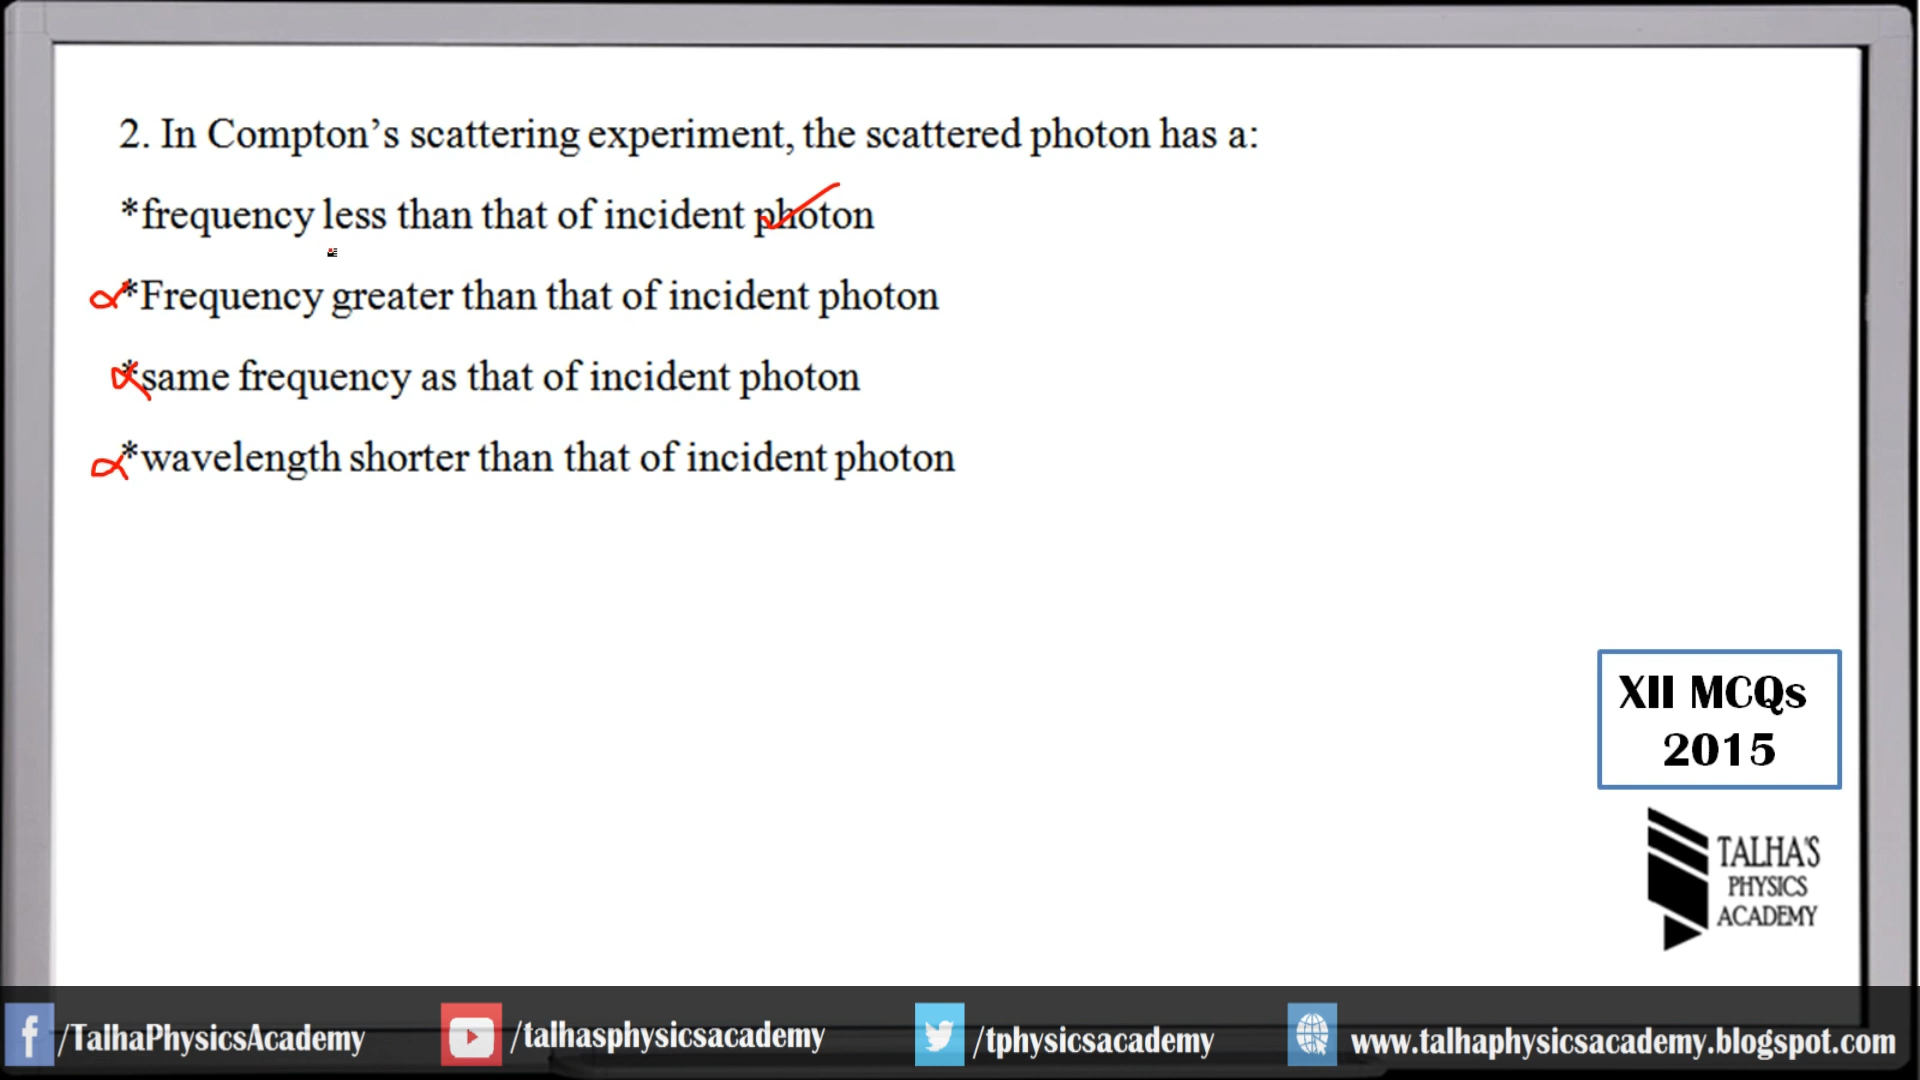 2. In Compton’s scattering experiment, the scattered photon has a:
*frequency less than that of incident photon
*Frequency greater than that of incident photon
*same frequency as that of incident photon
*wavelength shorter than that of incident photon
XII MCQs
2015
TALHA'S
PHYSICS
ACADEMY
/TalhaPhysicsAcademy
/talhasphysicsacademy
/tphysicsacademy
www.talhaphysicsacademy.blogspot.com